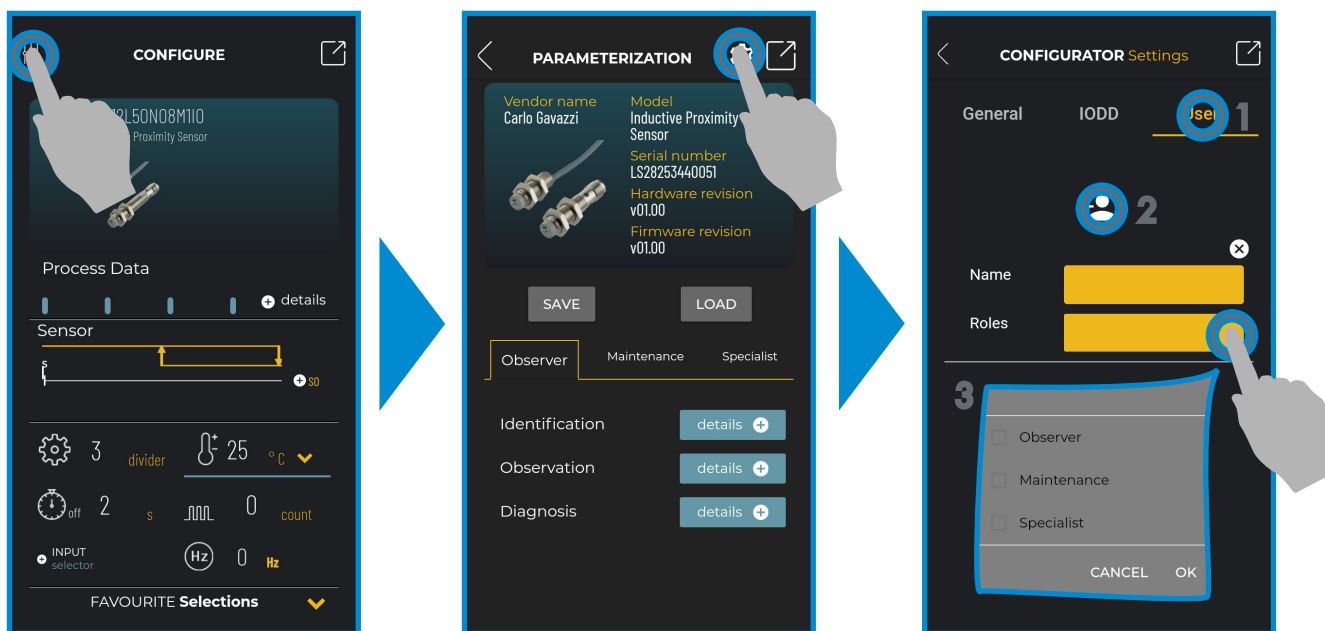 CONFIGURE
2L50NO8M1IO
Proximity Sensor
Process Data
details
Sensor
s
so
3
divider
25
°C
off
2
s
0
count
INPUT
selector
Hz
0
Hz
FAVOURITE Selections
PARAMETERIZATION
Vendor name
Carlo Gavazzi
Model
Inductive Proximity
Sensor
Serial number
LS28253440051
Hardware revision
v01.00
Firmware revision
v01.00
SAVE
LOAD
Observer
Maintenance
Specialist
Identification
details
Observation
details
Diagnosis
details
CONFIGURATOR Settings
General
IODD
User
1
2
Name
Roles
3
Observer
Maintenance
Specialist
CANCEL
OK